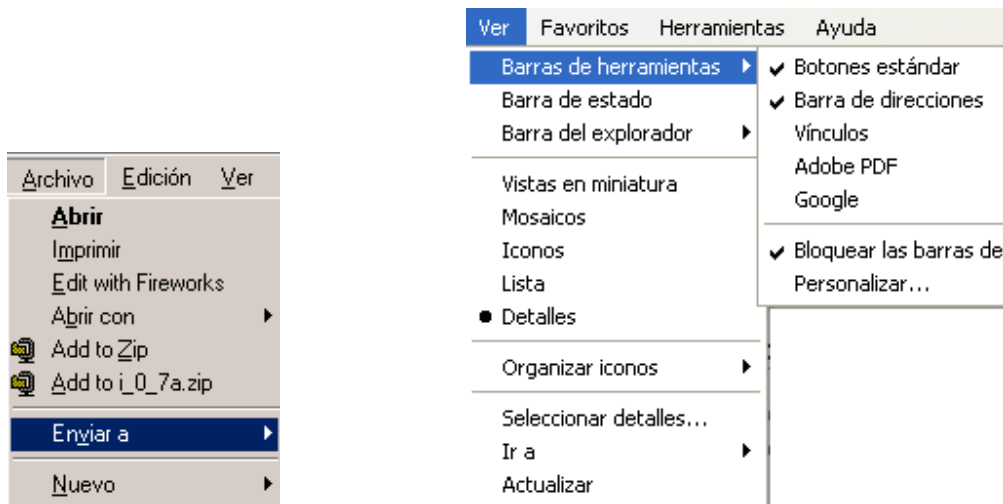 Archivo Edición Ver
Abrir
Imprimir
Edit with Fireworks
Abrir con
Add to Zip
Add to i_0_7a.zip
Enviar a
Nuevo
Ver Favoritos Herramientas Ayuda
Barras de herramientas
Barra de estado
Barra del explorador
Vistas en miniatura
Mosaicos
Iconos
Lista
Detalles
Organizar iconos
Seleccionar detalles...
Ir a
Actualizar
Botones estándar
Barra de direcciones
Vínculos
Adobe PDF
Google
Bloquear las barras de
Personalizar...